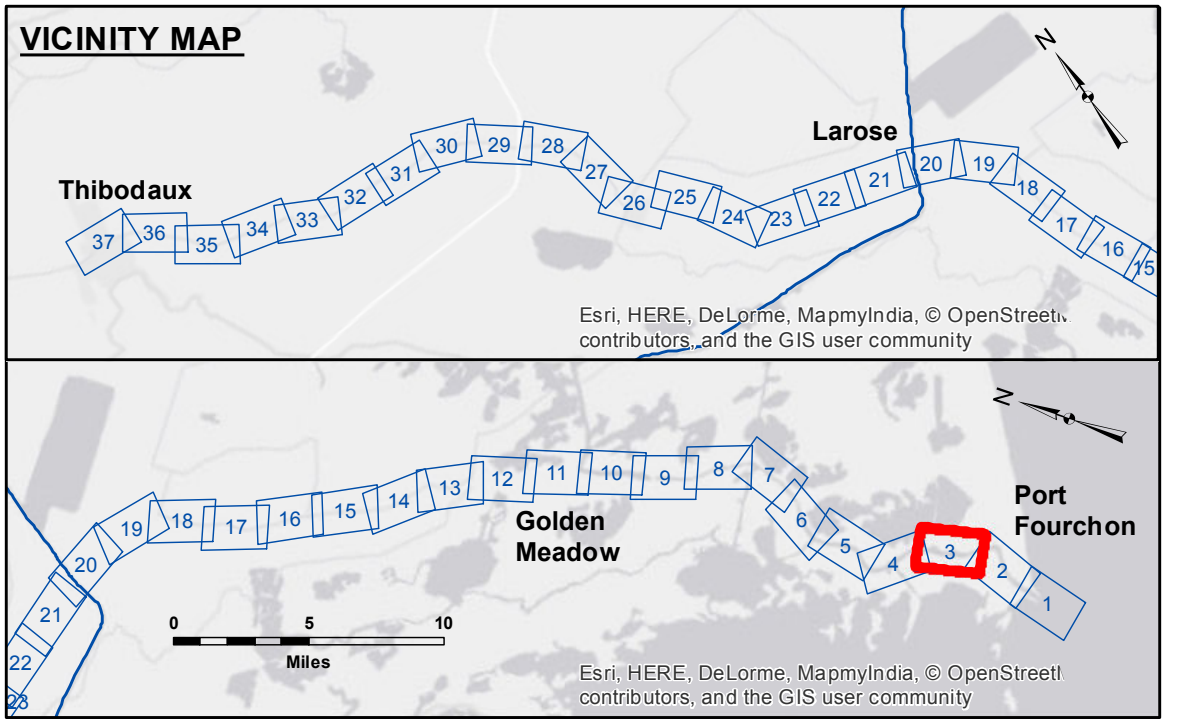 VICINITY MAP
N
Larose
Thibodaux
37 36 35 34 33 32 31 30 29 28 27 26 25 24 23 22 21 20 19 18 17 16 15
Esri, HERE, DeLorme, MapmyIndia, © OpenStreet
contributors, and the GIS user community
N
Port
Fourchon
Golden
Meadow
23 22 21 20 19 18 17 16 15 14 13 12 11 10 9 8 7 6 5 4 3 2 1
0 5 10
Miles
Esri, HERE, DeLorme, MapmyIndia, © OpenStreet
contributors, and the GIS user community